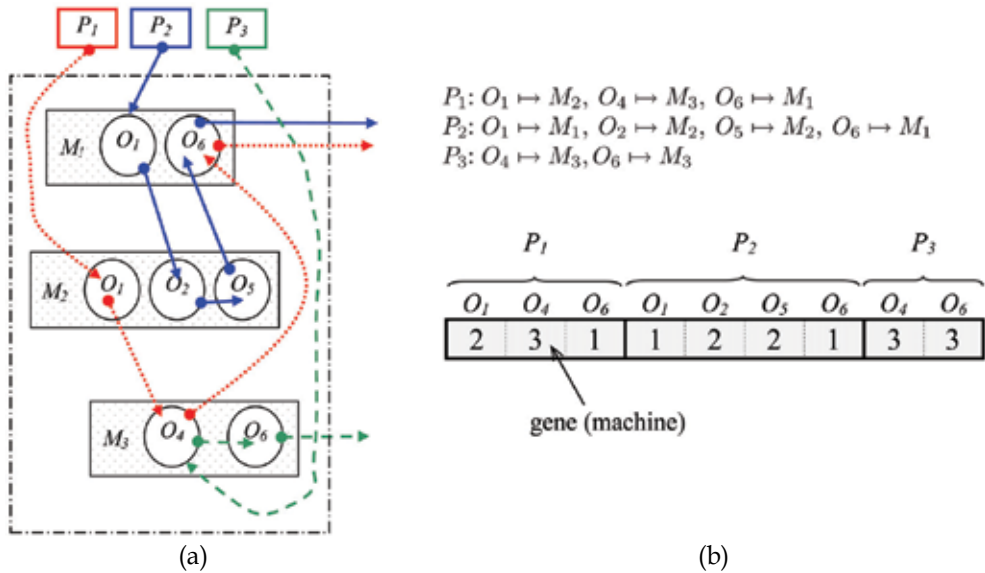 P1 P2 P3
M1 O1 O6
M2 O1 O2 O5
M3 O4 O6
(a)
P1: O1 ↦ M2, O4 ↦ M3, O6 ↦ M1
P2: O1 ↦ M1, O2 ↦ M2, O5 ↦ M2, O6 ↦ M1
P3: O4 ↦ M3, O6 ↦ M3
P1 P2 P3
O1 O4 O6 O1 O2 O5 O6 O4 O6
2 3 1 1 2 2 1 3 3
gene (machine)
(b)